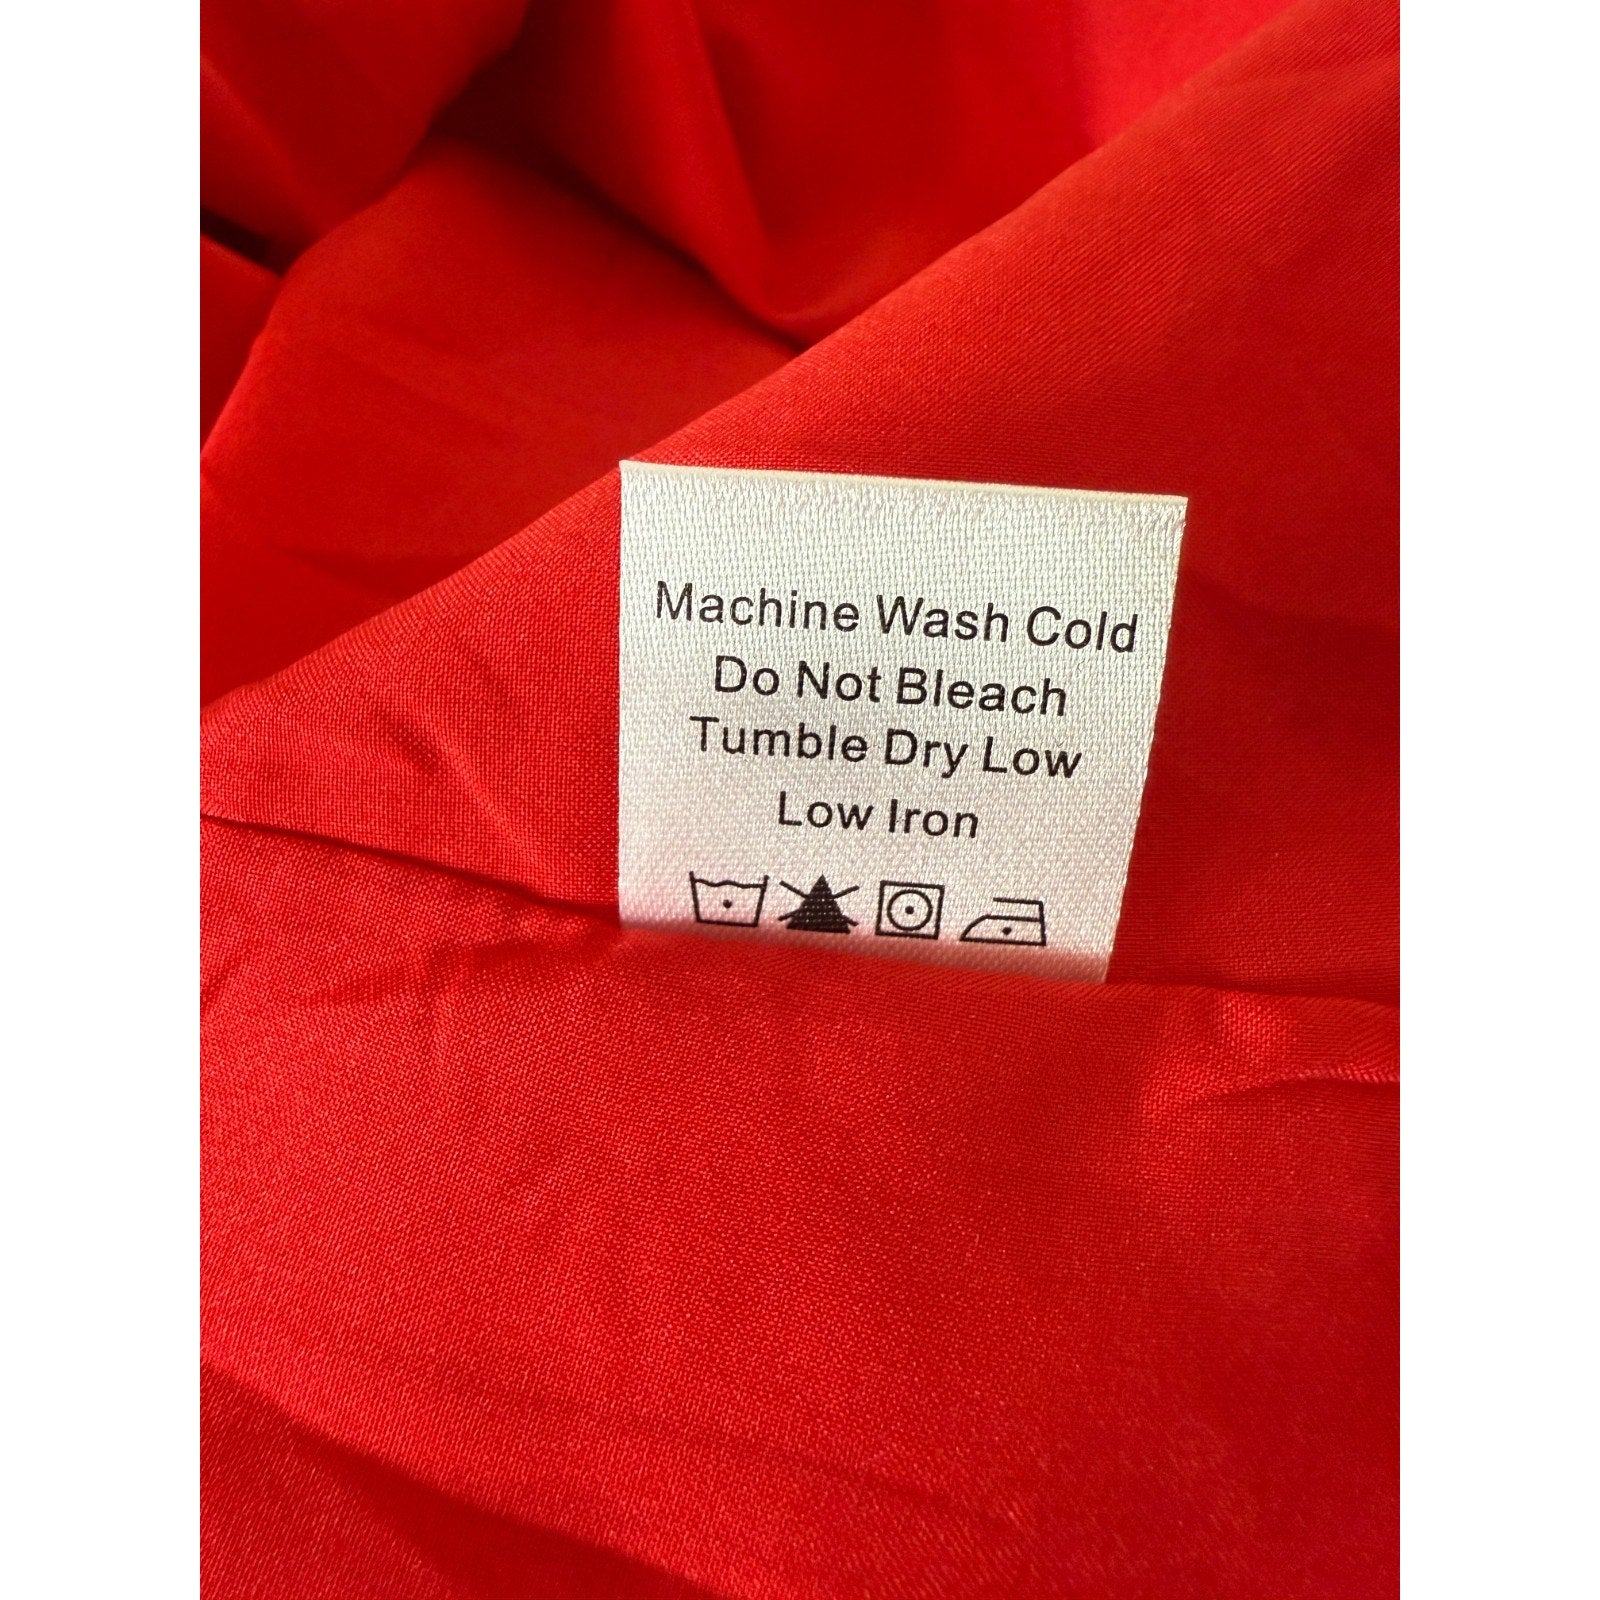 Machine Wash Cold
Do Not Bleach
Tumble Dry Low
Low Iron